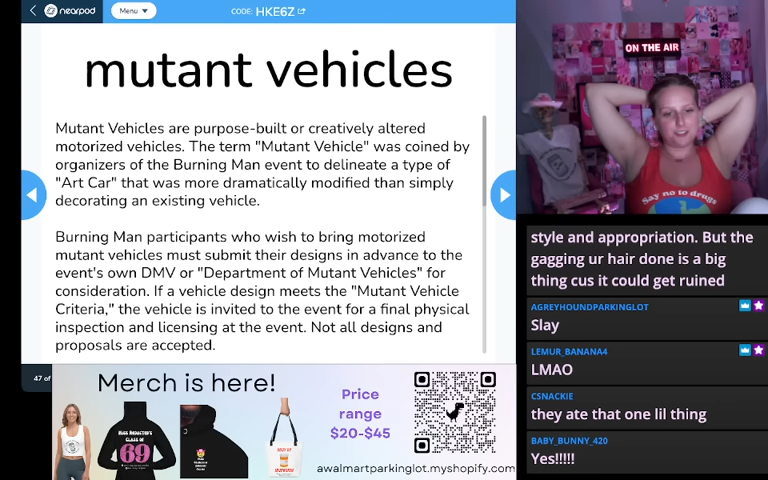 nearpod
Menu
CODE: HKE6Z
mutant vehicles
Mutant Vehicles are purpose-built or creatively altered
motorized vehicles. The term "Mutant Vehicle" was coined by
organizers of the Burning Man event to delineate a type of
"Art Car" that was more dramatically modified than simply
decorating an existing vehicle.
Burning Man participants who wish to bring motorized
mutant vehicles must submit their designs in advance to the
event's own DMV or "Department of Mutant Vehicles" for
consideration. If a vehicle design meets the "Mutant Vehicle
Criteria," the vehicle is invited to the event for a final physical
inspection and licensing at the event. Not all designs and
proposals are accepted.
47 of
Merch is here!
Price
range
$20-$45
69
awalmartparkinglot.myshopify.com
ON THE AIR
Say no to drugs
style and appropriation. But the
gagging ur hair done is a big
thing cus it could get ruined
AGREYHOUNDPARKINGLOT
Slay
LEMUR_BANANA4
LMAO
CSNACKIE
they ate that one lil thing
BABY_BUNNY_420
Yes!!!!!